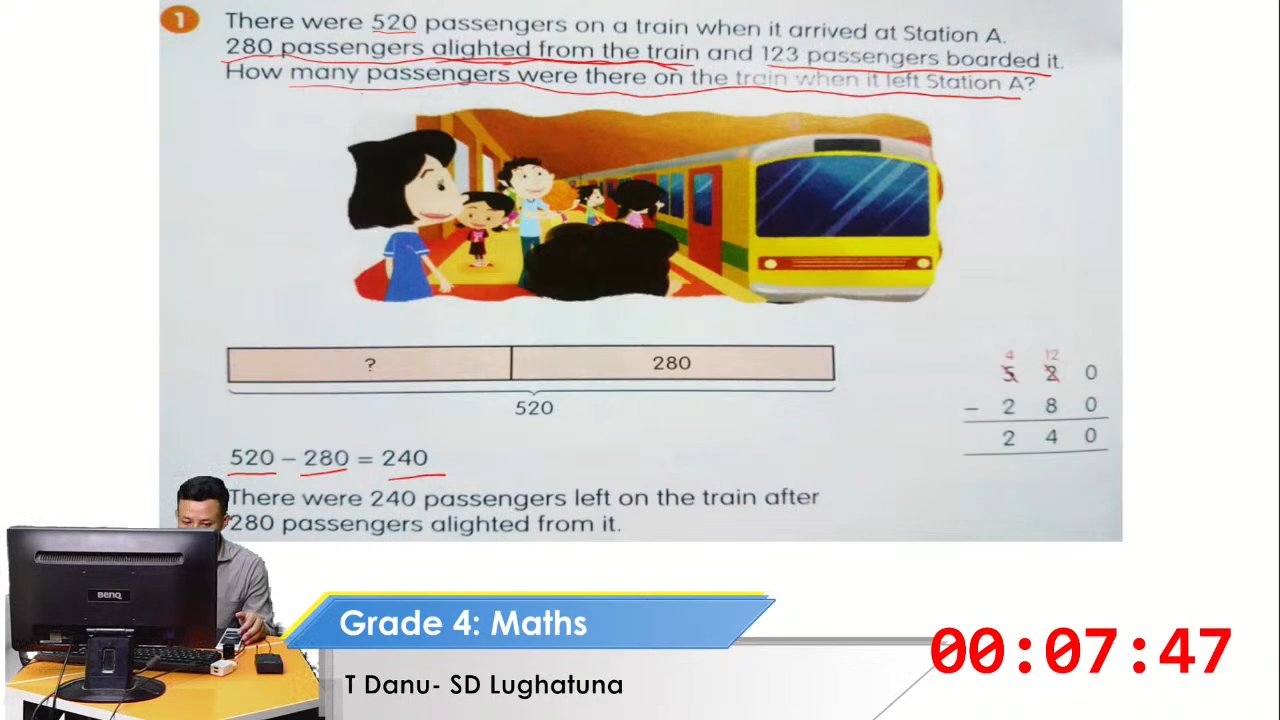 1
There were 520 passengers on a train when it arrived at Station A.
280 passengers alighted from the train and 123 passengers boarded it.
How many passengers were there on the train when it left Station A?
? 280
520
4 12
5 2 0
− 2 8 0
2 4 0
520 − 280 = 240
There were 240 passengers left on the train after
280 passengers alighted from it.
BenQ
Grade 4: Maths
00:07:47
T Danu- SD Lughatuna